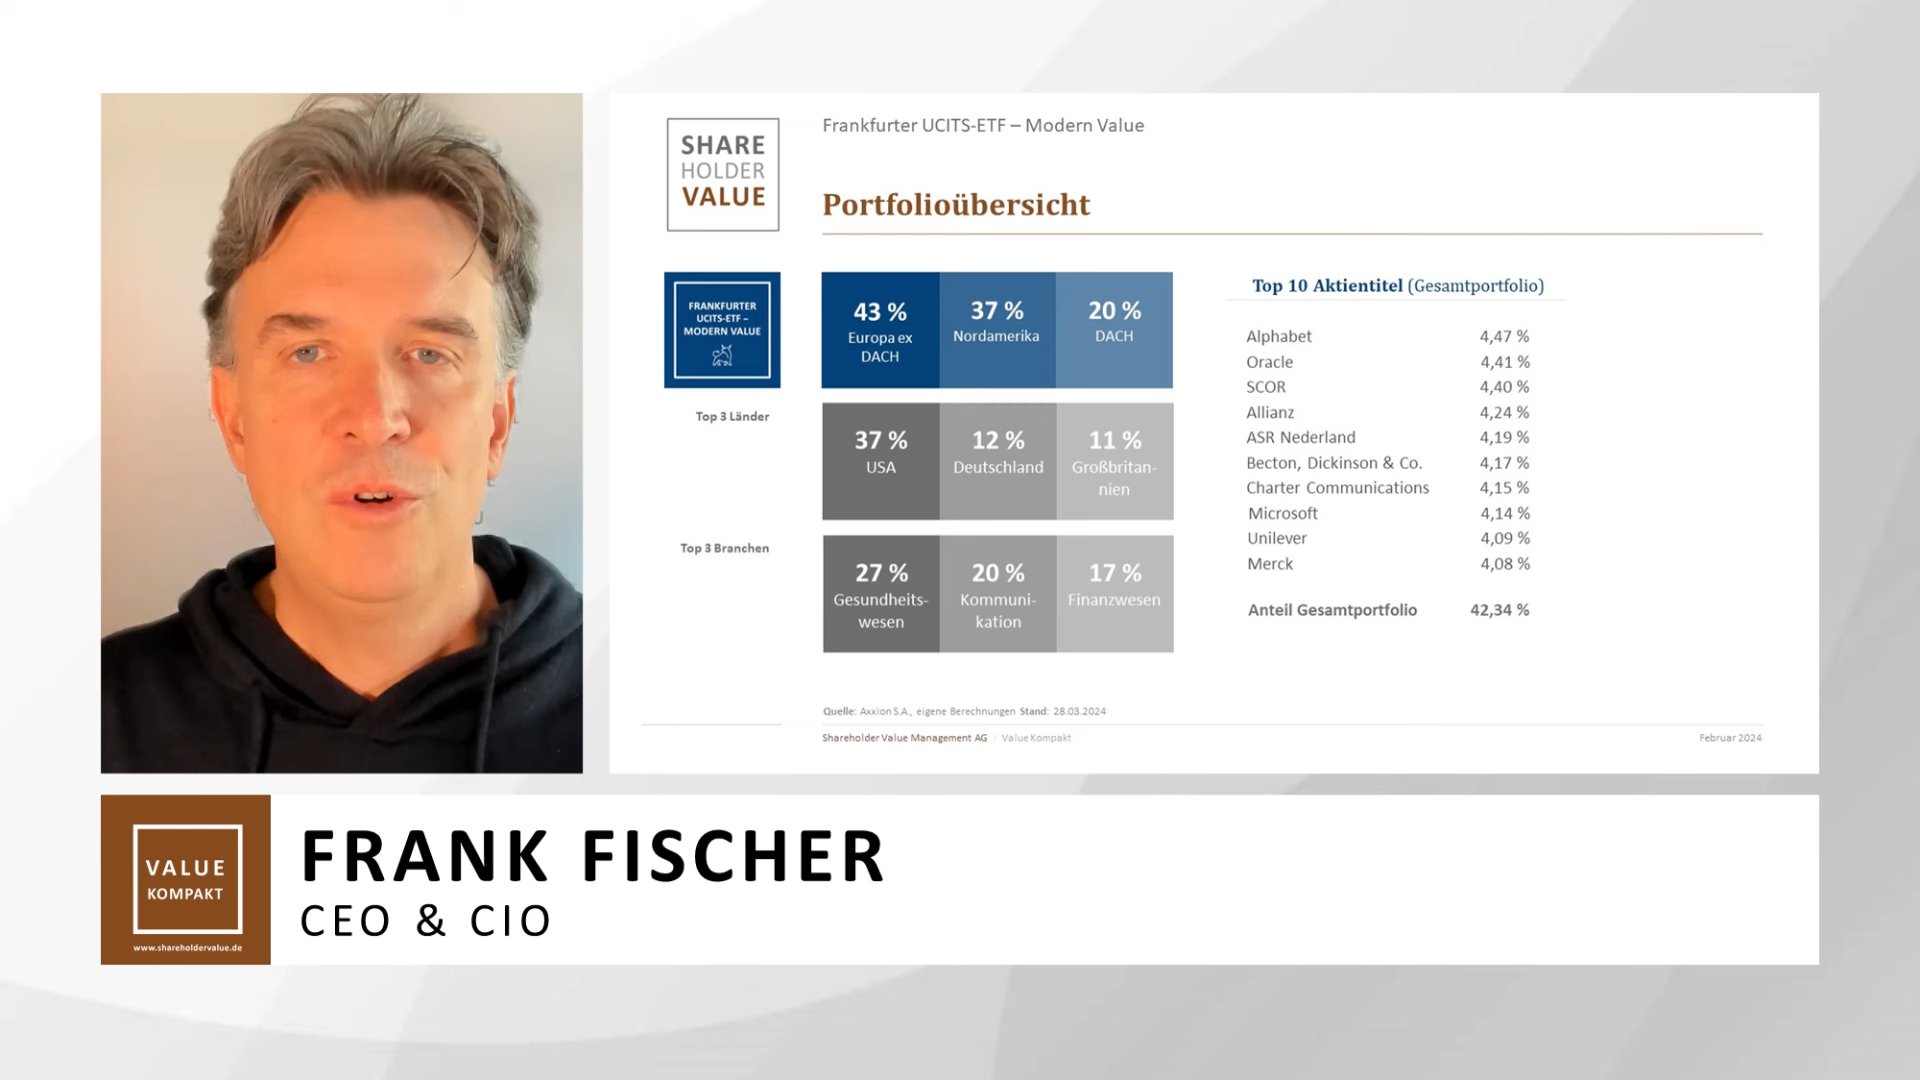 SHARE
HOLDER
VALUE
Frankfurter UCITS-ETF – Modern Value
Portfolioübersicht
FRANKFURTER
UCITS-ETF –
MODERN VALUE
43 %
Europa ex
DACH
37 %
Nordamerika
20 %
DACH
Top 3 Länder
37 %
USA
12 %
Deutschland
11 %
Großbritan-
nien
Top 3 Branchen
27 %
Gesundheits-
wesen
20 %
Kommuni-
kation
17 %
Finanzwesen
Top 10 Aktientitel (Gesamtportfolio)
Alphabet 4,47 %
Oracle 4,41 %
SCOR 4,40 %
Allianz 4,24 %
ASR Nederland 4,19 %
Becton, Dickinson & Co. 4,17 %
Charter Communications 4,15 %
Microsoft 4,14 %
Unilever 4,09 %
Merck 4,08 %
Anteil Gesamtportfolio 42,34 %
Quelle: Axxion S.A., eigene Berechnungen Stand: 28.03.2024
Shareholder Value Management AG | Value Kompakt Februar 2024
VALUE
KOMPAKT
www.shareholdervalue.de
FRANK FISCHER
CEO & CIO